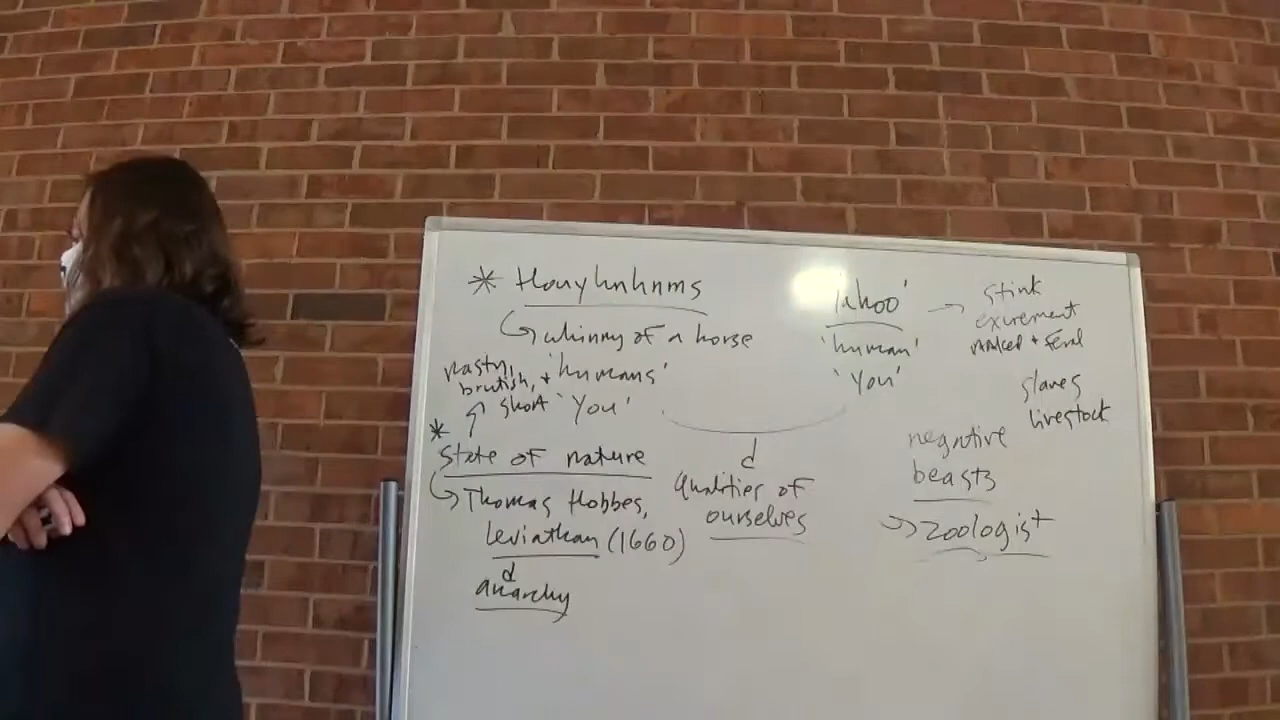 * Houyhnhnms
whinny of a horse
nasty, 'humans'
brutish, +
short 'You'
* State of nature
Thomas Hobbes,
Leviathan (1660)
anarchy
qualities of
ourselves
'Yahoo'
'human'
'You'
stink
excrement
naked + feral
slaves
livestock
negative
beasts
zoologist